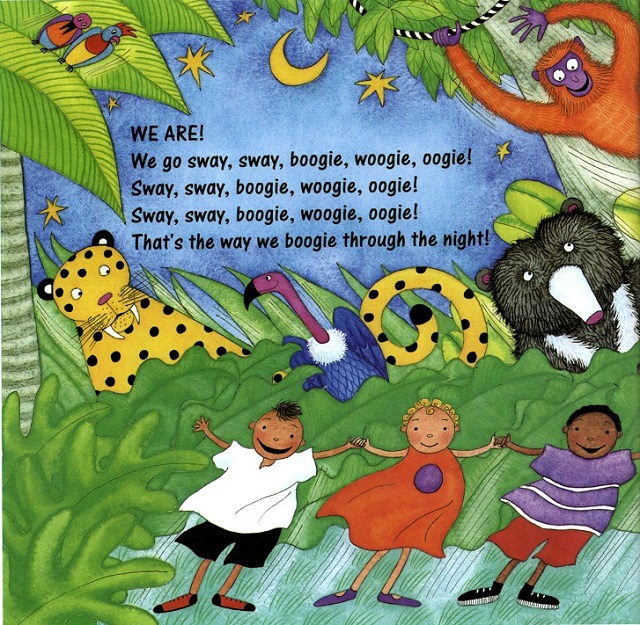 WE ARE!
We go sway, sway, boogie, woogie, oogie!
Sway, sway, boogie, woogie, oogie!
Sway, sway, boogie, woogie, oogie!
That's the way we boogie through the night!